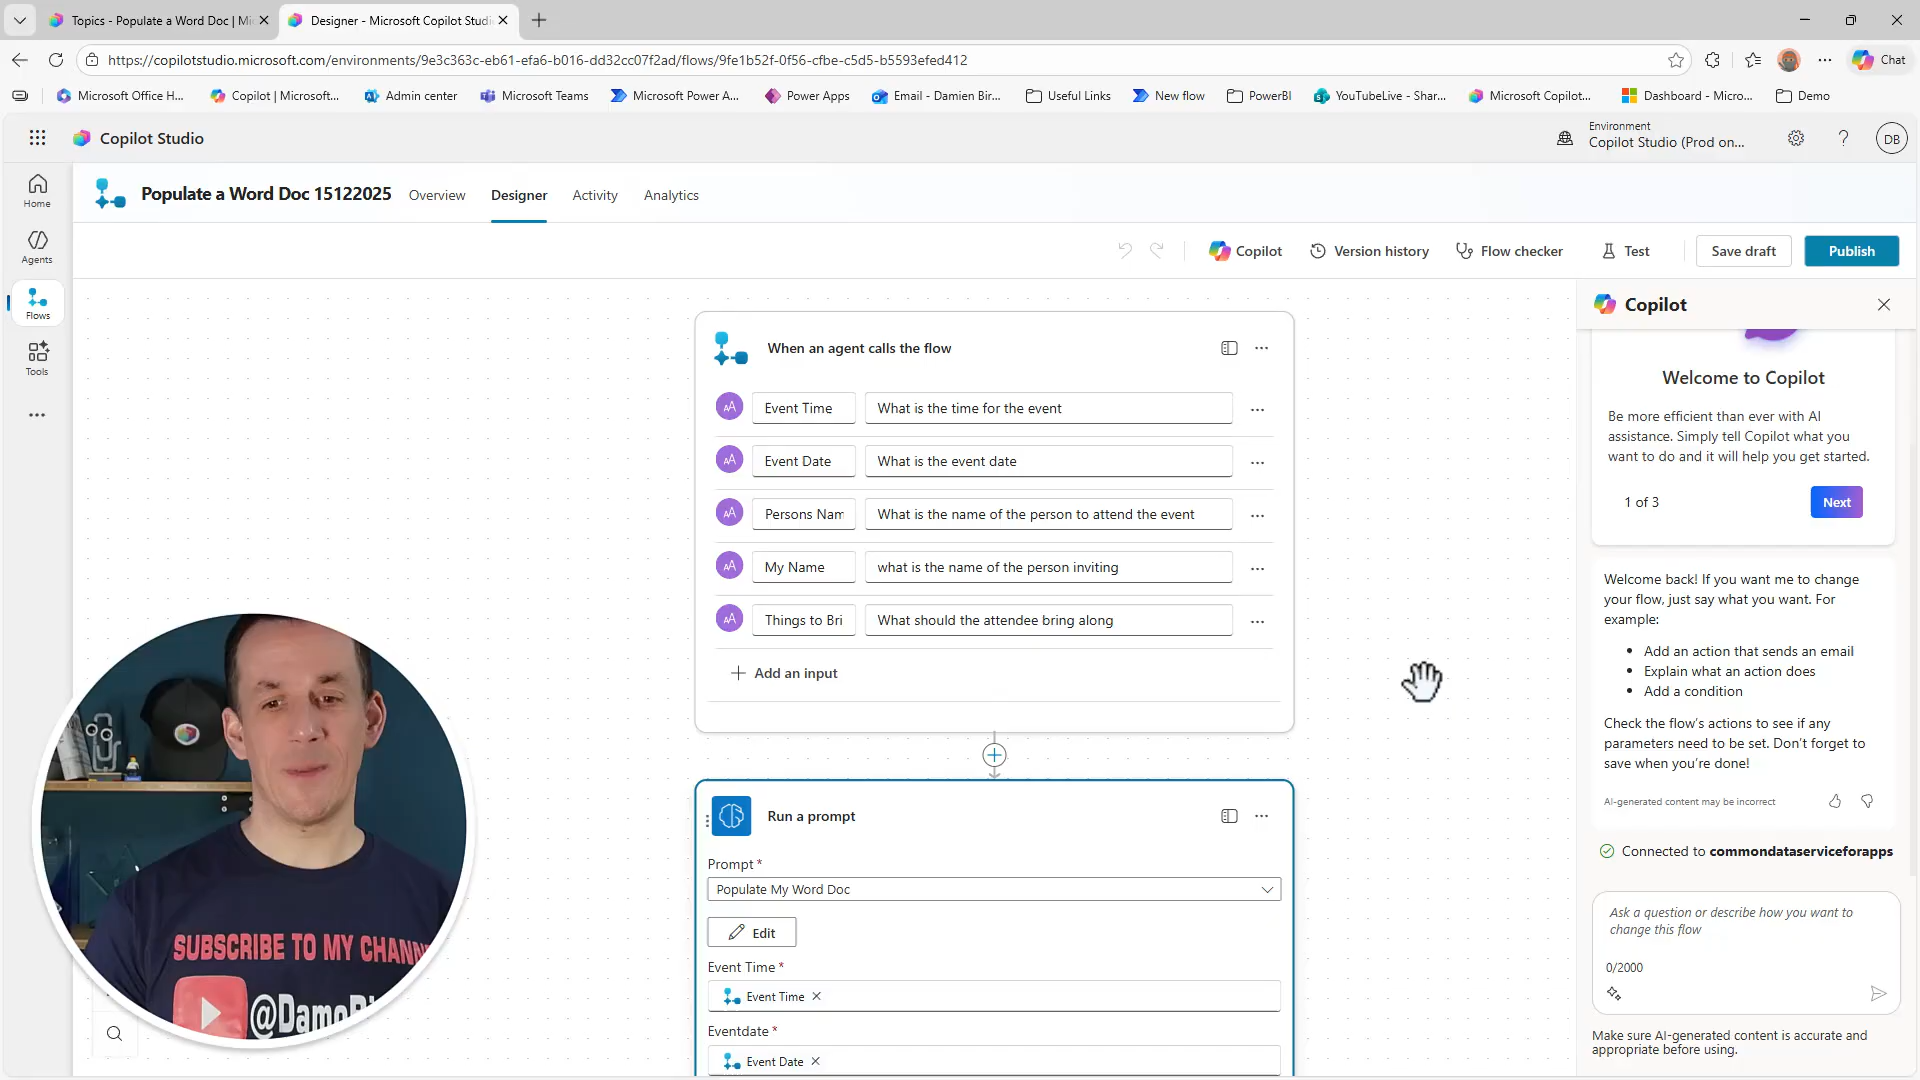 Topics - Populate a Word Doc | Mi
Designer - Microsoft Copilot Studi
https://copilotstudio.microsoft.com/environments/9e3c363c-eb61-efa6-b016-dd32cc07f2ad/flows/9fe1b52f-0f56-cfbe-c5d5-b5593efed412
Chat
Microsoft Office H...
Copilot | Microsoft...
Admin center
Microsoft Teams
Microsoft Power A...
Power Apps
Email - Damien Bir...
Useful Links
New flow
PowerBI
YouTubeLive - Shar...
Microsoft Copilot...
Dashboard - Micro...
Demo
Copilot Studio
Environment
Copilot Studio (Prod on...
DB
Home
Agents
Flows
Tools
Populate a Word Doc 15122025
Overview
Designer
Activity
Analytics
Copilot
Version history
Flow checker
Test
Save draft
Publish
When an agent calls the flow
Event Time
What is the time for the event
Event Date
What is the event date
Persons Nam
What is the name of the person to attend the event
My Name
what is the name of the person inviting
Things to Bri
What should the attendee bring along
Add an input
Run a prompt
Prompt *
Populate My Word Doc
Edit
Event Time *
Event Time
Eventdate *
Event Date
Copilot
Welcome to Copilot
Be more efficient than ever with AI
assistance. Simply tell Copilot what you
want to do and it will help you get started.
1 of 3
Next
Welcome back! If you want me to change
your flow, just say what you want. For
example:
• Add an action that sends an email
• Explain what an action does
• Add a condition
Check the flow's actions to see if any
parameters need to be set. Don't forget to
save when you're done!
AI-generated content may be incorrect
Connected to commondataserviceforapps
Ask a question or describe how you want to
change this flow
0/2000
Make sure AI-generated content is accurate and
appropriate before using.
SUBSCRIBE TO MY CHANN
@DamoBi